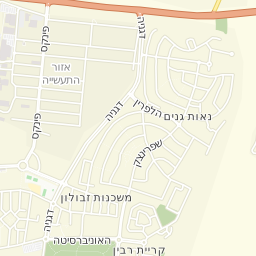 דגניה
פינקס
אזור
התעשייה
פינקס
דגניה
הלפרין
נאות גנים
שפרינצק
משכנות זבולון
דגניה
האוניברסיטה
קריית רבין